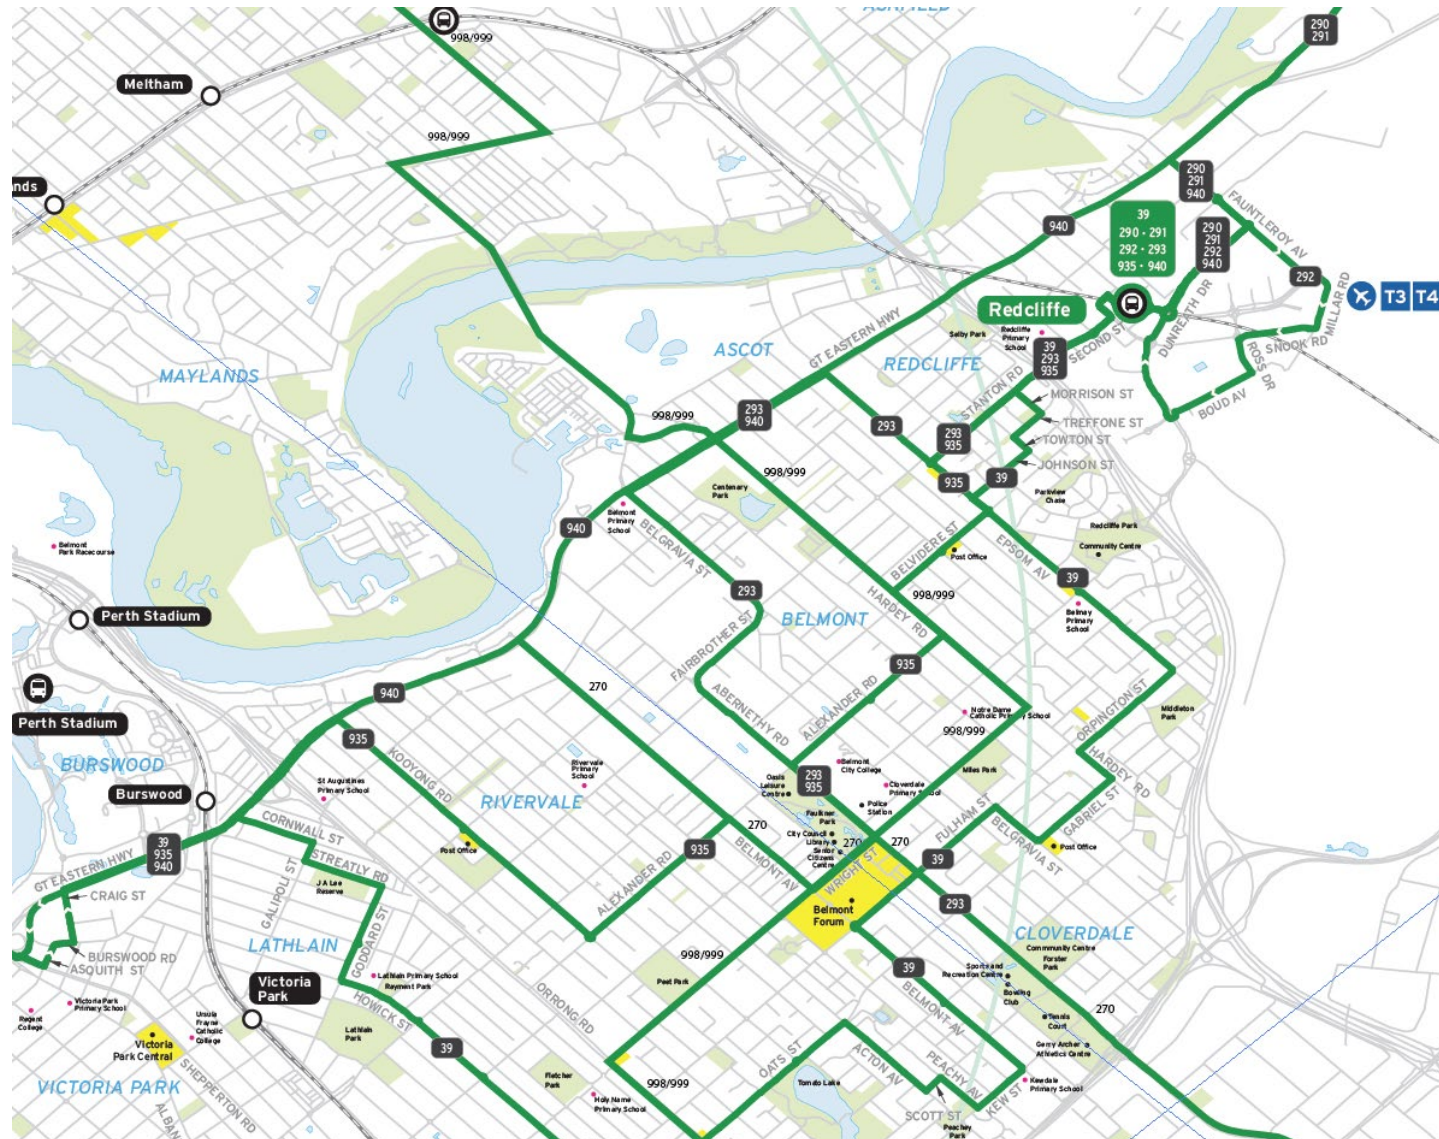 ASHFIELD
998/999
290
291
Meltham
998/999
290
291
940
FAUNTLEROY AV
39
290 • 291
292 • 293
935 • 940
940
290
291
292
940
292
MILLAR RD
T3
T4
Redcliffe
DUNREATH DR
SNOOK RD
ROSS DR
BOUD AV
SECOND ST
Selby Park
Redcliffe
Primary
School
39
293
935
GT EASTERN HWY
ASCOT
REDCLIFFE
MAYLANDS
STANTON RD
MORRISON ST
TREFFONE ST
TOWTON ST
JOHNSON ST
998/999
293
940
293
293
935
998/999
935
39
Centenary
Park
Parkview
Chase
Belmont
Primary
School
940
BELGRAVIA ST
BELVIDERE ST
Post Office
EPSOM AV
Redcliffe Park
Community Centre
Belmont
Park Racecourse
39
293
998/999
HARDEY RD
Belmay
Primary
School
Perth Stadium
BELMONT
FAIRBROTHER ST
935
Perth Stadium
940
270
ABERNETHY RD
ALEXANDER RD
Notre Dame
Catholic Primary School
998/999
ORPINGTON ST
Middleton
Park
935
KOOYONG RD
BURSWOOD
Burswood
St Augustines
Primary School
Rivervale
Primary
School
RIVERVALE
Oasis
Leisure
Centre
293
935
Belmont
City College
Cloverdale
Primary School
Miles Park
HARDEY RD
Police
Station
Faulkner
Park
City Council
Library
Senior
Citizens
Centre
270
270
270
FULHAM ST
BELGRAVIA ST
GABRIEL ST
Post Office
CORNWALL ST
STREATLY RD
GT EASTERN HWY
39
935
940
Post Office
935
BELMONT AV
WRIGHT ST
39
CRAIG ST
GALIPOLI ST
J A Lee
Reserve
GODDARD ST
ALEXANDER RD
Belmont
Forum
293
CLOVERDALE
LATHLAIN
BURSWOOD RD
ASQUITH ST
998/999
Community Centre
Forster
Park
Victoria
Park
Lathlain Primary School
Rayment Park
HOWICK ST
Peet Park
39
BELMONT AV
Sports and
Recreation Centre
Bowling
Club
270
Tennis
Court
Gerry Archer
Athletics Centre
Regent
College
Victoria Park
Primary School
Ursula
Frayne
Catholic
College
Lathlain
Park
ORRONG RD
Victoria
Park Central
39
VICTORIA PARK
SHEPPERTON RD
Fletcher
Park
Holy Name
Primary School
998/999
OATS ST
ACTON AV
PEACHY AV
Tomato Lake
SCOTT ST
KEW ST
Kewdale
Primary School
Peachey
Park